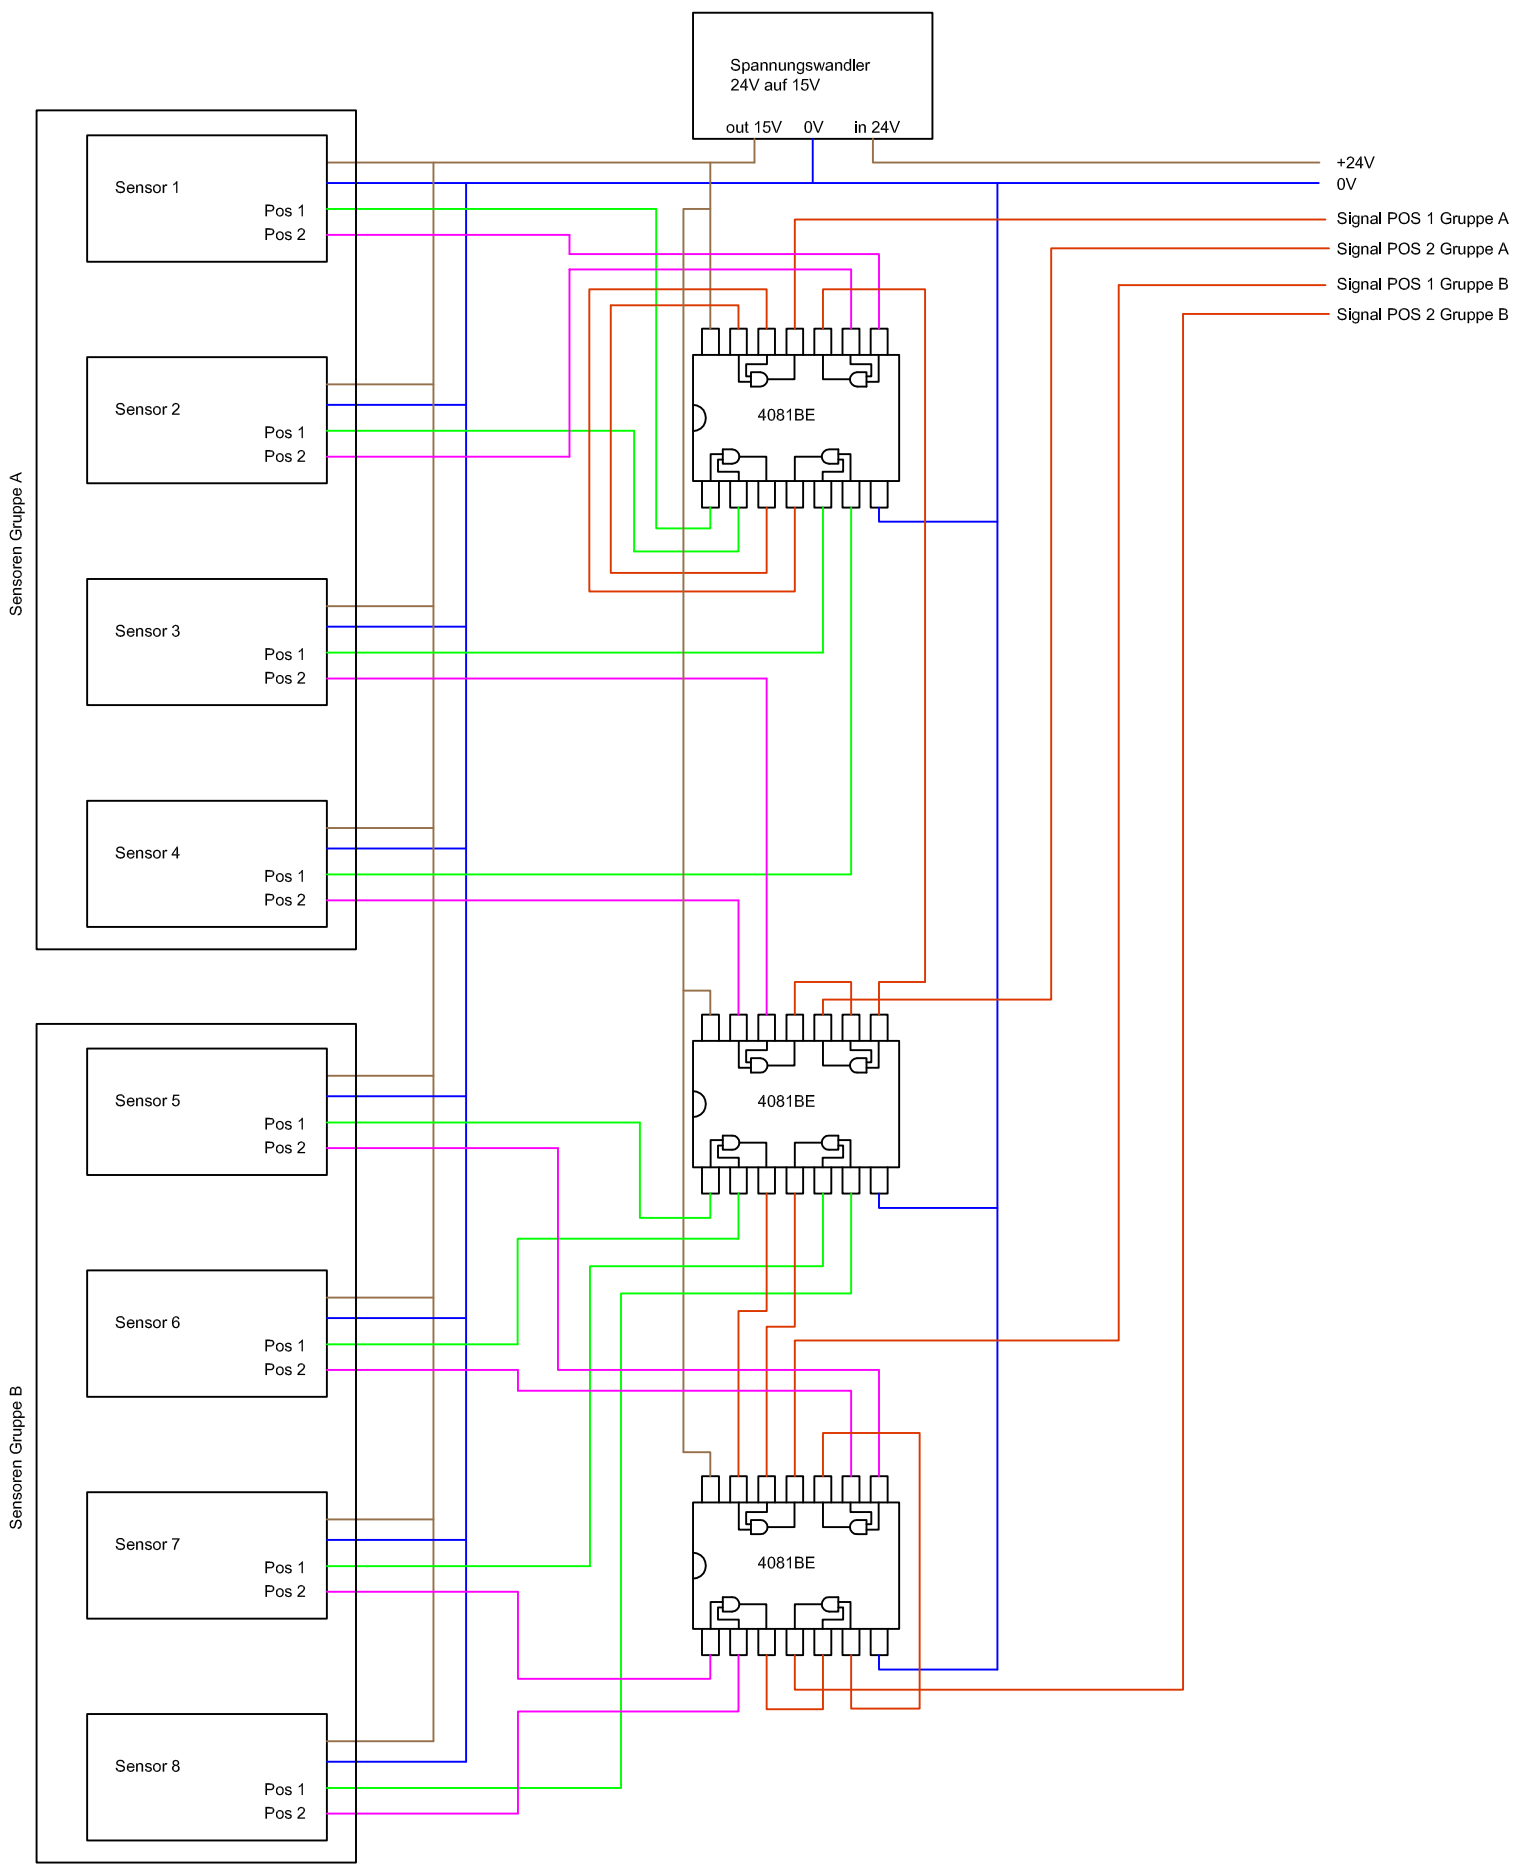 Spannungswandler
24V auf 15V
out 15V 0V in 24V
+24V
0V
Signal POS 1 Gruppe A
Signal POS 2 Gruppe A
Signal POS 1 Gruppe B
Signal POS 2 Gruppe B
Sensoren Gruppe A
Sensor 1
Pos 1
Pos 2
Sensor 2
Pos 1
Pos 2
Sensor 3
Pos 1
Pos 2
Sensor 4
Pos 1
Pos 2
Sensoren Gruppe B
Sensor 5
Pos 1
Pos 2
Sensor 6
Pos 1
Pos 2
Sensor 7
Pos 1
Pos 2
Sensor 8
Pos 1
Pos 2
4081BE
4081BE
4081BE